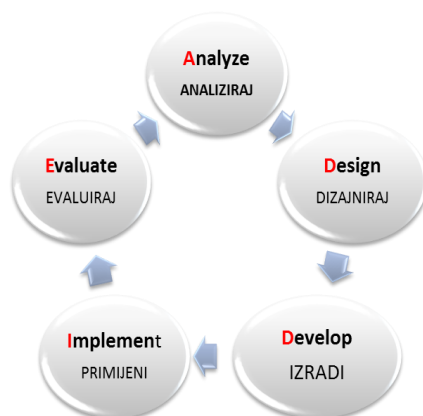 Analyze
ANALIZIRAJ
Design
DIZAJNIRAJ
Develop
IZRADI
Implement
PRIMIJENI
Evaluate
EVALUIRAJ